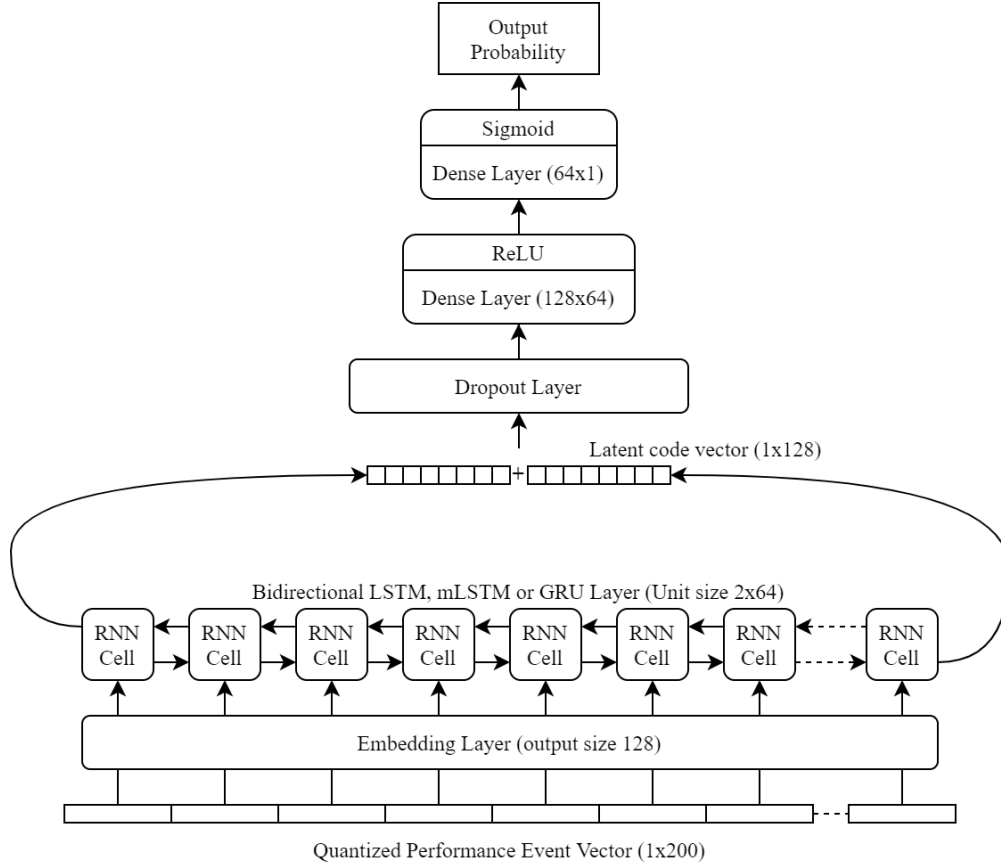 Output
Probability
Sigmoid
Dense Layer (64x1)
ReLU
Dense Layer (128x64)
Dropout Layer
Latent code vector (1x128)
+
Bidirectional LSTM, mLSTM or GRU Layer (Unit size 2x64)
RNN RNN RNN RNN RNN RNN RNN RNN
Cell Cell Cell Cell Cell Cell Cell Cell
Embedding Layer (output size 128)
Quantized Performance Event Vector (1x200)